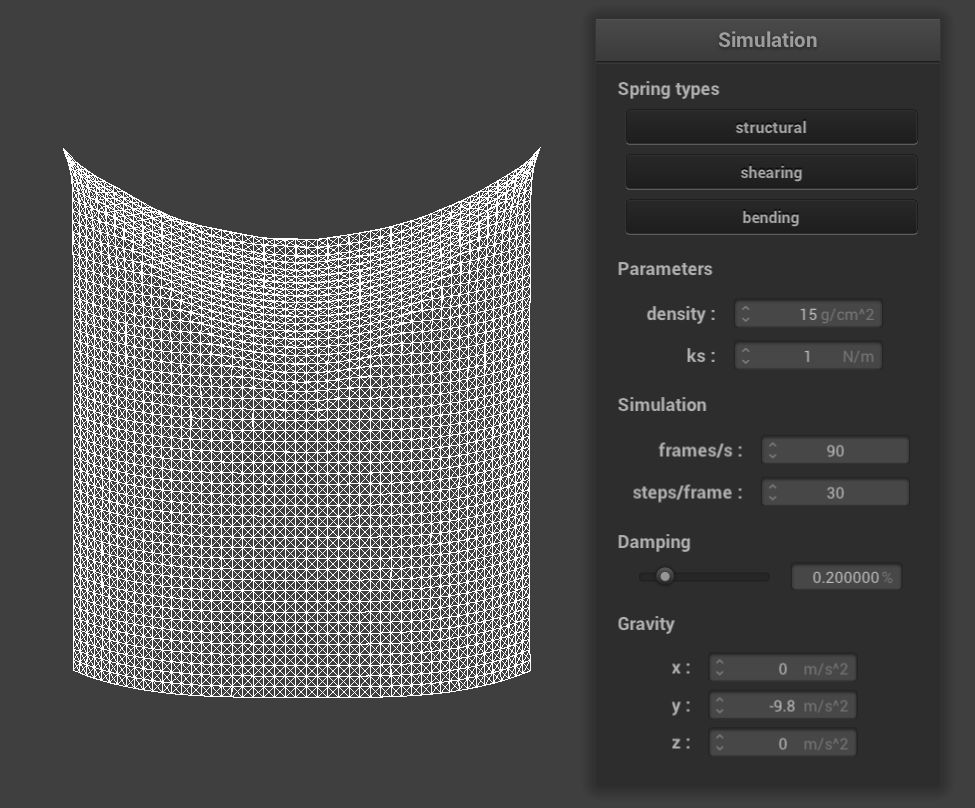 Simulation
Spring types
structural
shearing
bending
Parameters
density : 15 g/cm^2
ks : 1 N/m
Simulation
frames/s : 90
steps/frame : 30
Damping
0.200000 %
Gravity
x : 0 m/s^2
y : -9.8 m/s^2
z : 0 m/s^2